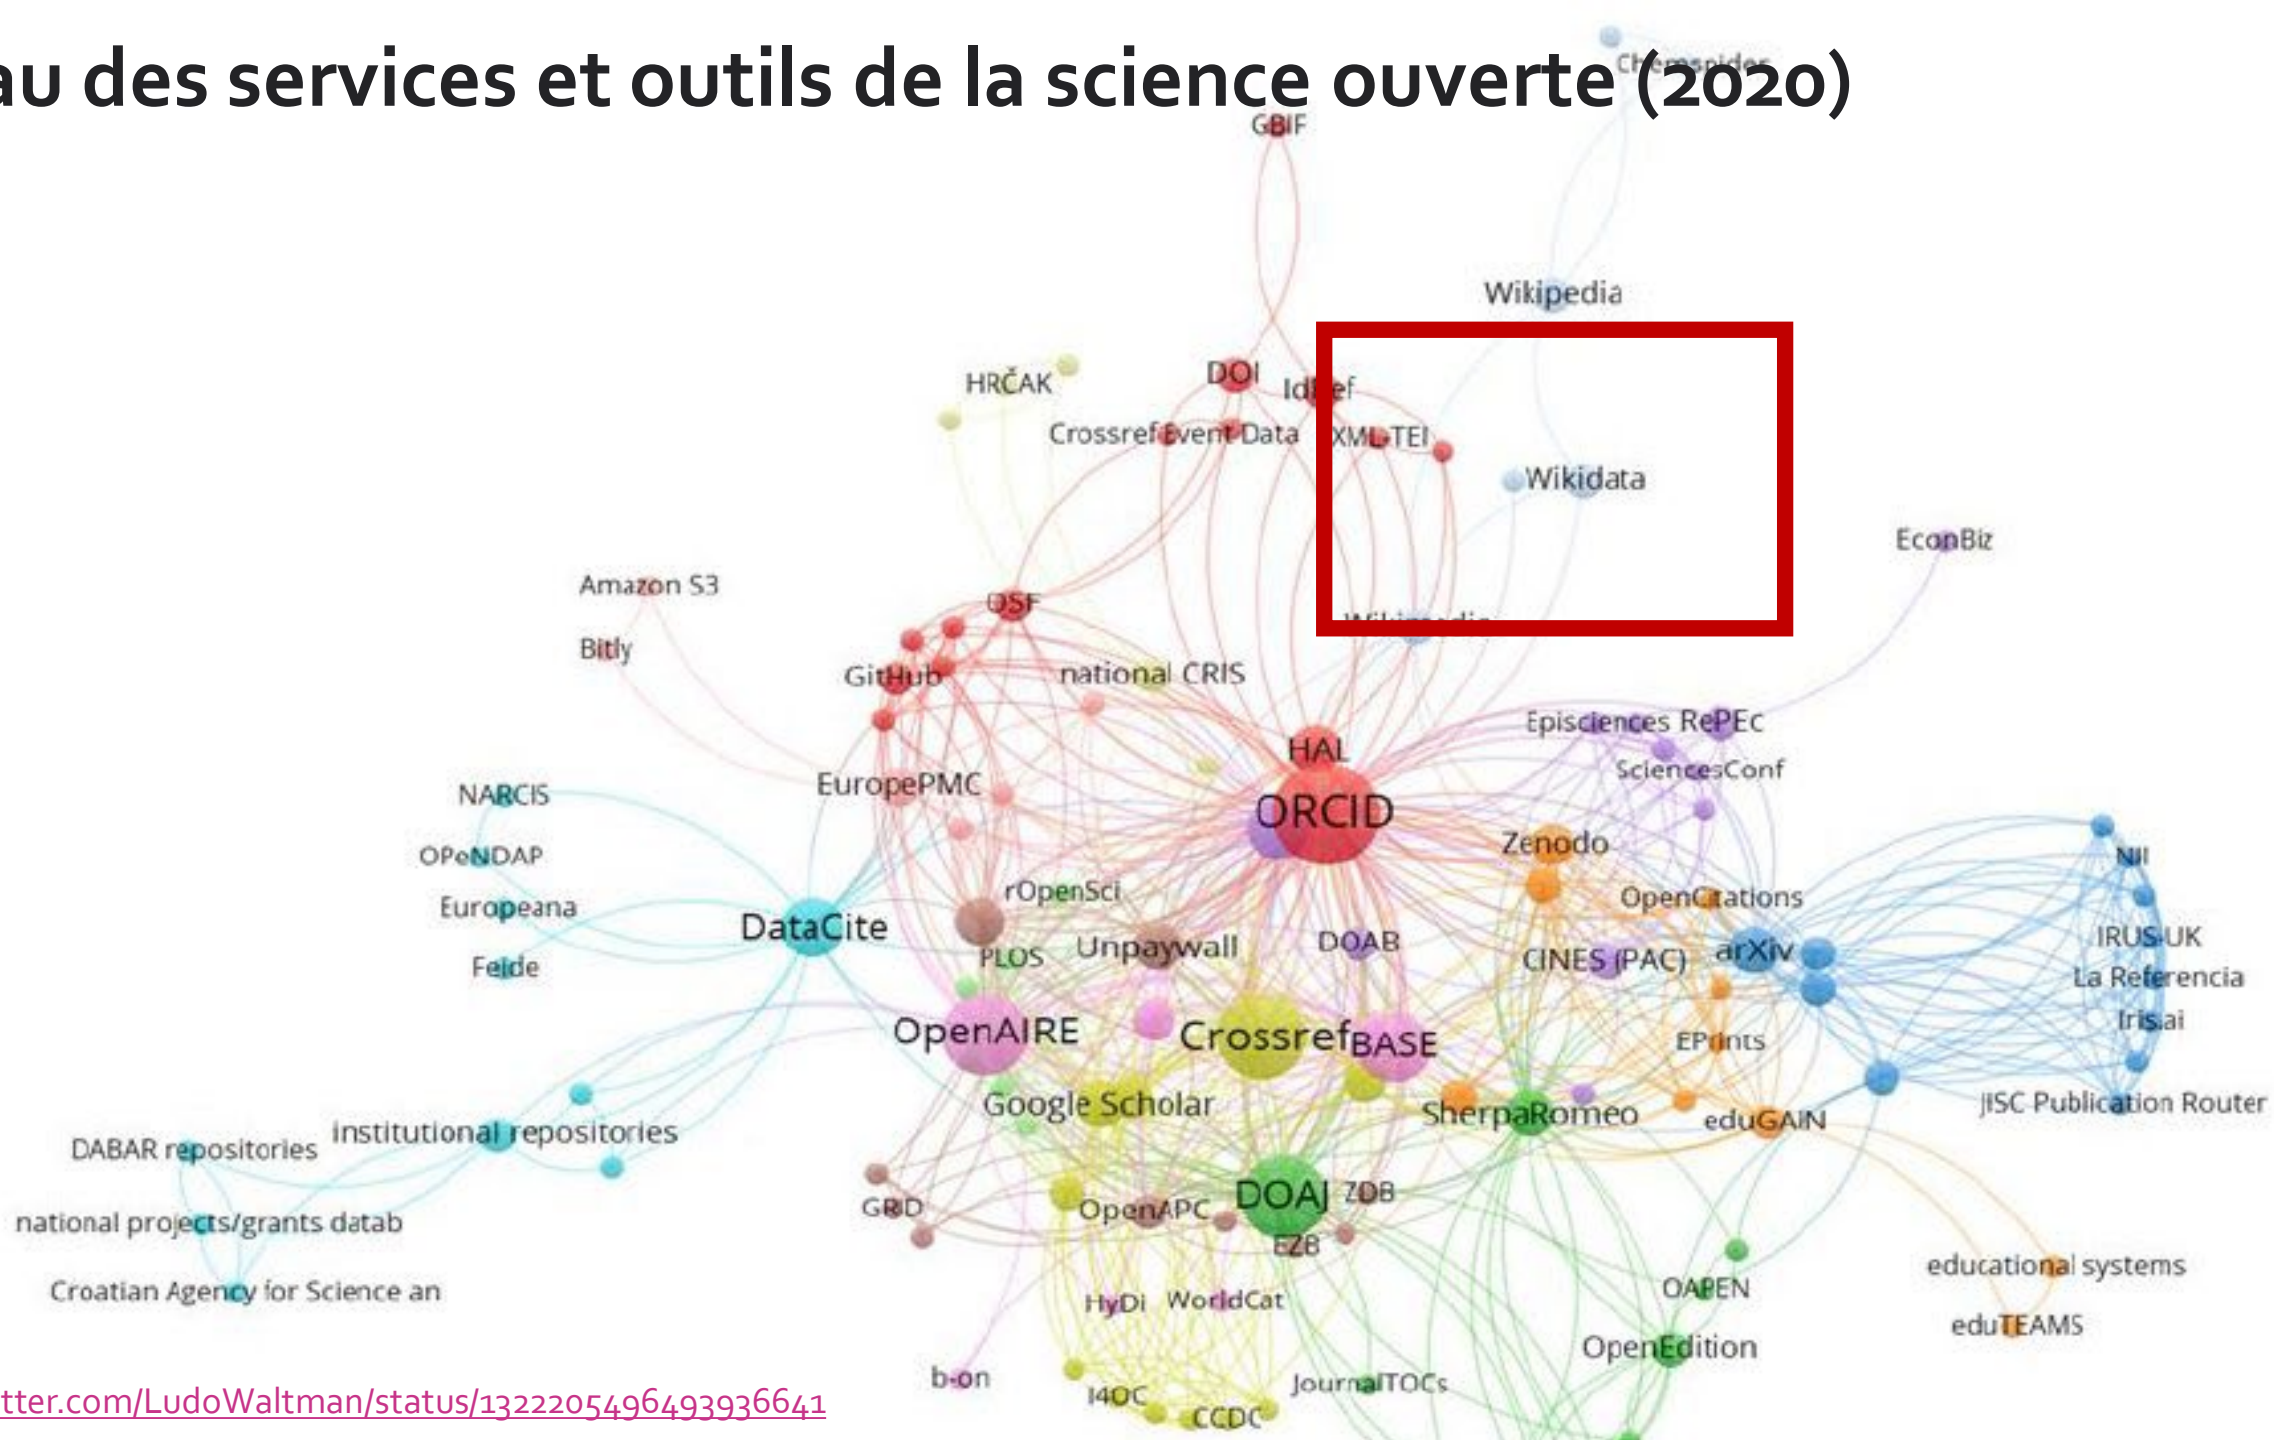 au des services et outils de la science ouverte (2020)
Chemspider
GBIF
Wikipedia
DOI
IdRef
HRČAK
Crossref Event Data
XML-TEI
Wikidata
EconBiz
Amazon S3
OSF
Bitly
GitHub
national CRIS
Episciences
RePEc
HAL
SciencesConf
EuropePMC
NARCIS
ORCID
Zenodo
OPeNDAP
NII
rOpenSci
OpenCitations
Europeana
DataCite
IRUS-UK
DOAB
Unpaywall
PLOS
CINES (PAC)
arXiv
Feide
La Referencia
Iris.ai
OpenAIRE
Crossref
BASE
EPrints
Google Scholar
JISC Publication Router
SherpaRomeo
eduGAIN
institutional repositories
DABAR repositories
DOAJ
ZDB
GRID
OpenAPC
national projects/grants datab
EZB
educational systems
OAPEN
Croatian Agency for Science an
HyDi
WorldCat
eduTEAMS
OpenEdition
b-on
JournalTOCs
I4OC
CCDC
tter.com/LudoWaltman/status/1322205496493936641